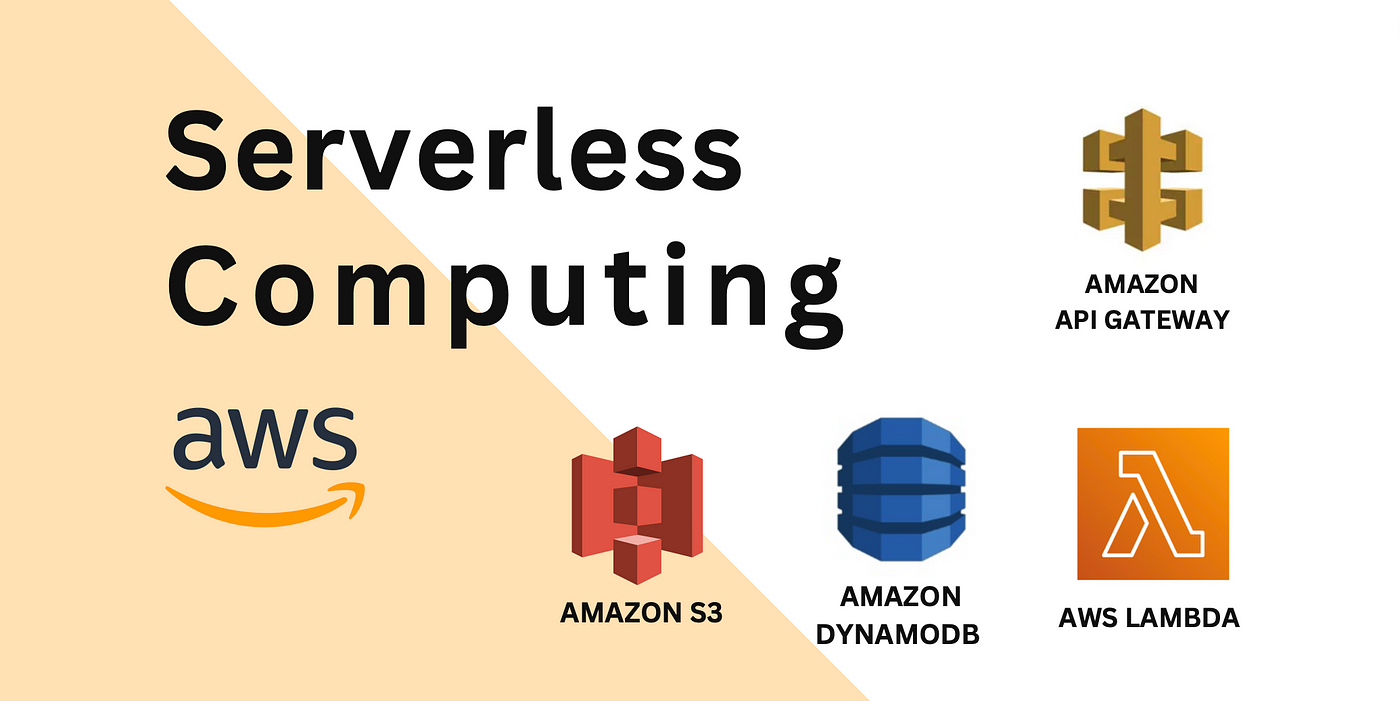 Serverless
Computing
aws
AMAZON
API GATEWAY
AMAZON S3
AMAZON
DYNAMODB
AWS LAMBDA